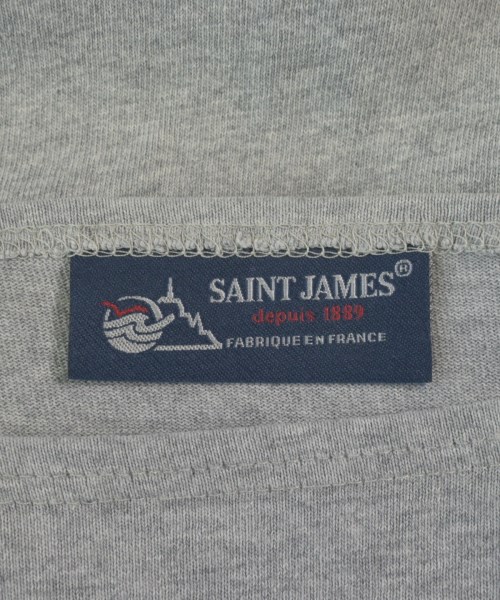 SAINT JAMES®
depuis 1889
FABRIQUE EN FRANCE